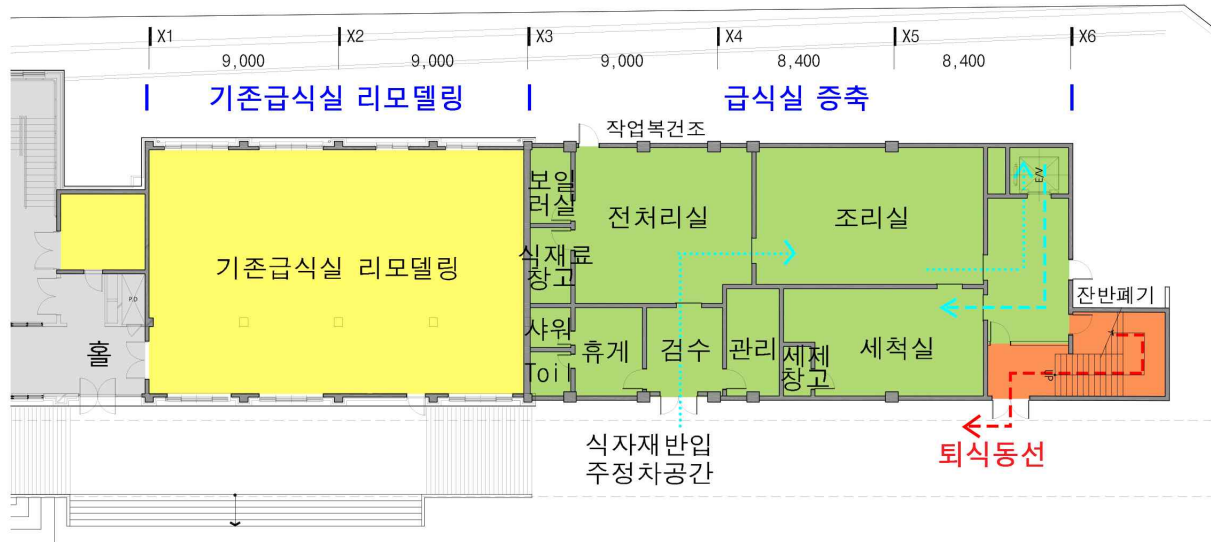 X1
X2
X3
X4
X5
X6
9,000
9,000
9,000
8,400
8,400
기존급식실 리모델링
급식실 증축
작업복건조
보일
러실
전처리실
조리실
E/V
기존급식실 리모델링
식재료
창고
P.D
잔반폐기
홀
샤워
Toil
휴게
검수
관리
세제
창고
세척실
up
식자재반입
주정차공간
퇴식동선